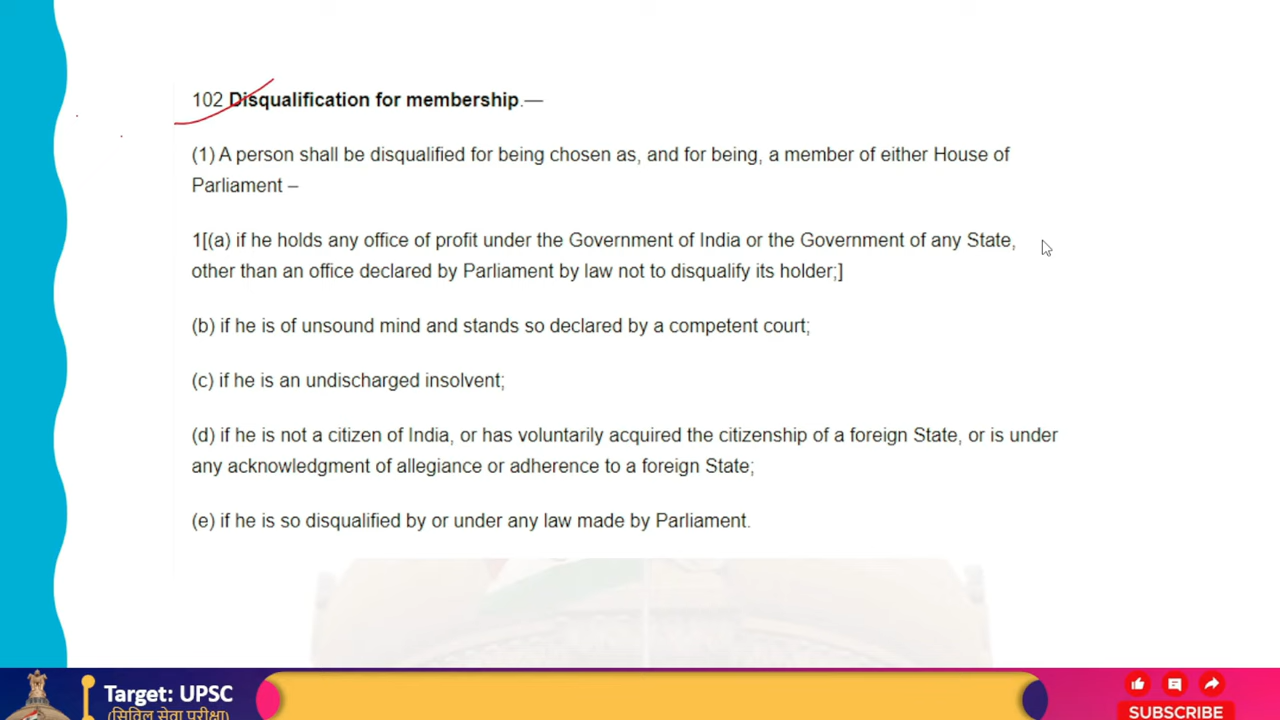 102 Disqualification for membership.—
(1) A person shall be disqualified for being chosen as, and for being, a member of either House of
Parliament –
1[(a) if he holds any office of profit under the Government of India or the Government of any State,
other than an office declared by Parliament by law not to disqualify its holder;]
(b) if he is of unsound mind and stands so declared by a competent court;
(c) if he is an undischarged insolvent;
(d) if he is not a citizen of India, or has voluntarily acquired the citizenship of a foreign State, or is under
any acknowledgment of allegiance or adherence to a foreign State;
(e) if he is so disqualified by or under any law made by Parliament.
Target: UPSC
(सिविल सेवा परीक्षा)
SUBSCRIBE